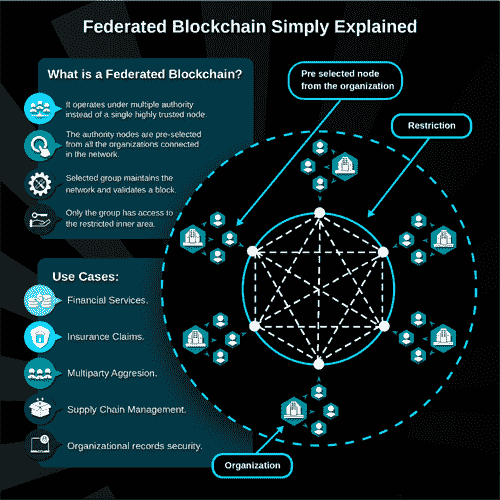 Federated Blockchain Simply Explained
What is a Federated Blockchain?
It operates under multiple authority
instead of a single highly trusted node.
The authority nodes are pre-selected
from all the organizations connected
in the network.
Selected group maintains the
network and validates a block.
Only the group has access to
the restricted inner area.
Use Cases:
Financial Services.
Insurance Claims.
Multiparty Aggresion.
Supply Chain Management.
Organizational records security.
Pre selected node
from the organization
Restriction
Organization